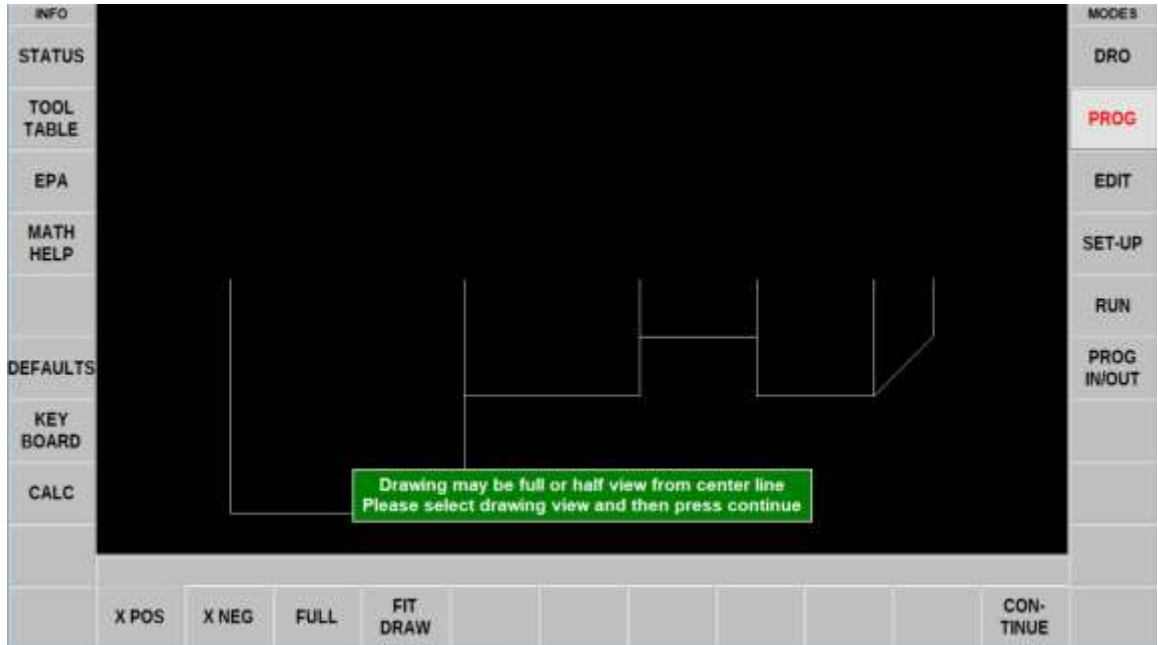 INFO
STATUS
TOOL
TABLE
EPA
MATH
HELP
DEFAULTS
KEY
BOARD
CALC
Drawing may be full or half view from center line
Please select drawing view and then press continue
MODES
DRO
PROG
EDIT
SET-UP
RUN
PROG
IN/OUT
X POS
X NEG
FULL
FIT
DRAW
CON-
TINUE